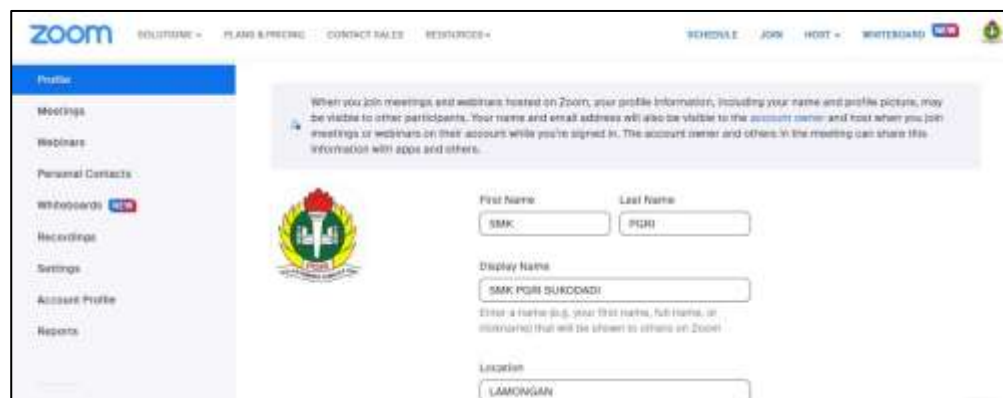 zoom SOLUTIONS PLANS & PRICING CONTACT SALES RESOURCES SCHEDULE JOIN HOST WHITEBOARD NEW
Profile
Meetings
Webinars
Personal Contacts
Whiteboards NEW
Recordings
Settings
Account Profile
Reports
When you join meetings and webinars hosted on Zoom, your profile information, including your name and profile picture, may
be visible to other participants. Your name and email address will also be visible to the account owner and host when you join
meetings or webinars on their account while you're signed in. The account owner and others in the meeting can share this
information with apps and others.
PGRI
First Name Last Name
SMK PGRI
Display Name
SMK PGRI SUKODADI
Enter a name (e.g. your first name, full name, or
nickname) that will be shown to others on Zoom
Location
LAMONGAN